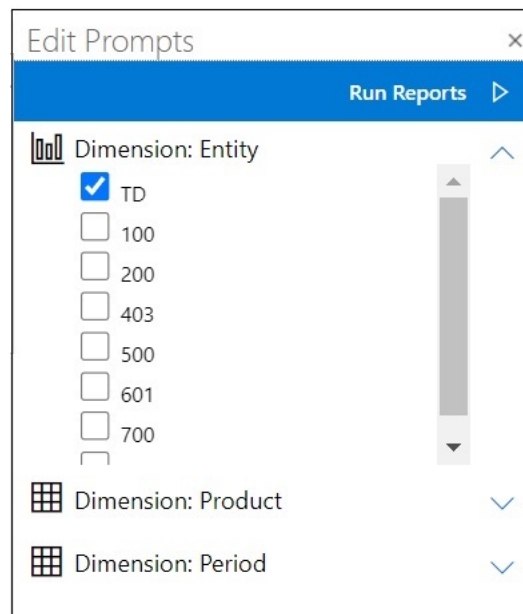 Edit Prompts
Run Reports
Dimension: Entity
TD
100
200
403
500
601
700
Dimension: Product
Dimension: Period